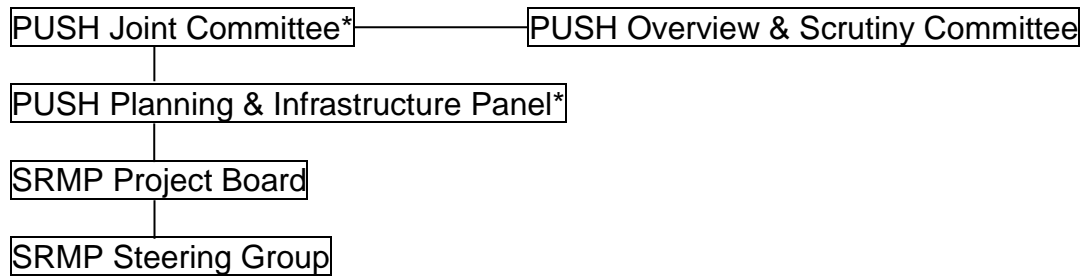 PUSH Joint Committee*
PUSH Overview & Scrutiny Committee
PUSH Planning & Infrastructure Panel*
SRMP Project Board
SRMP Steering Group